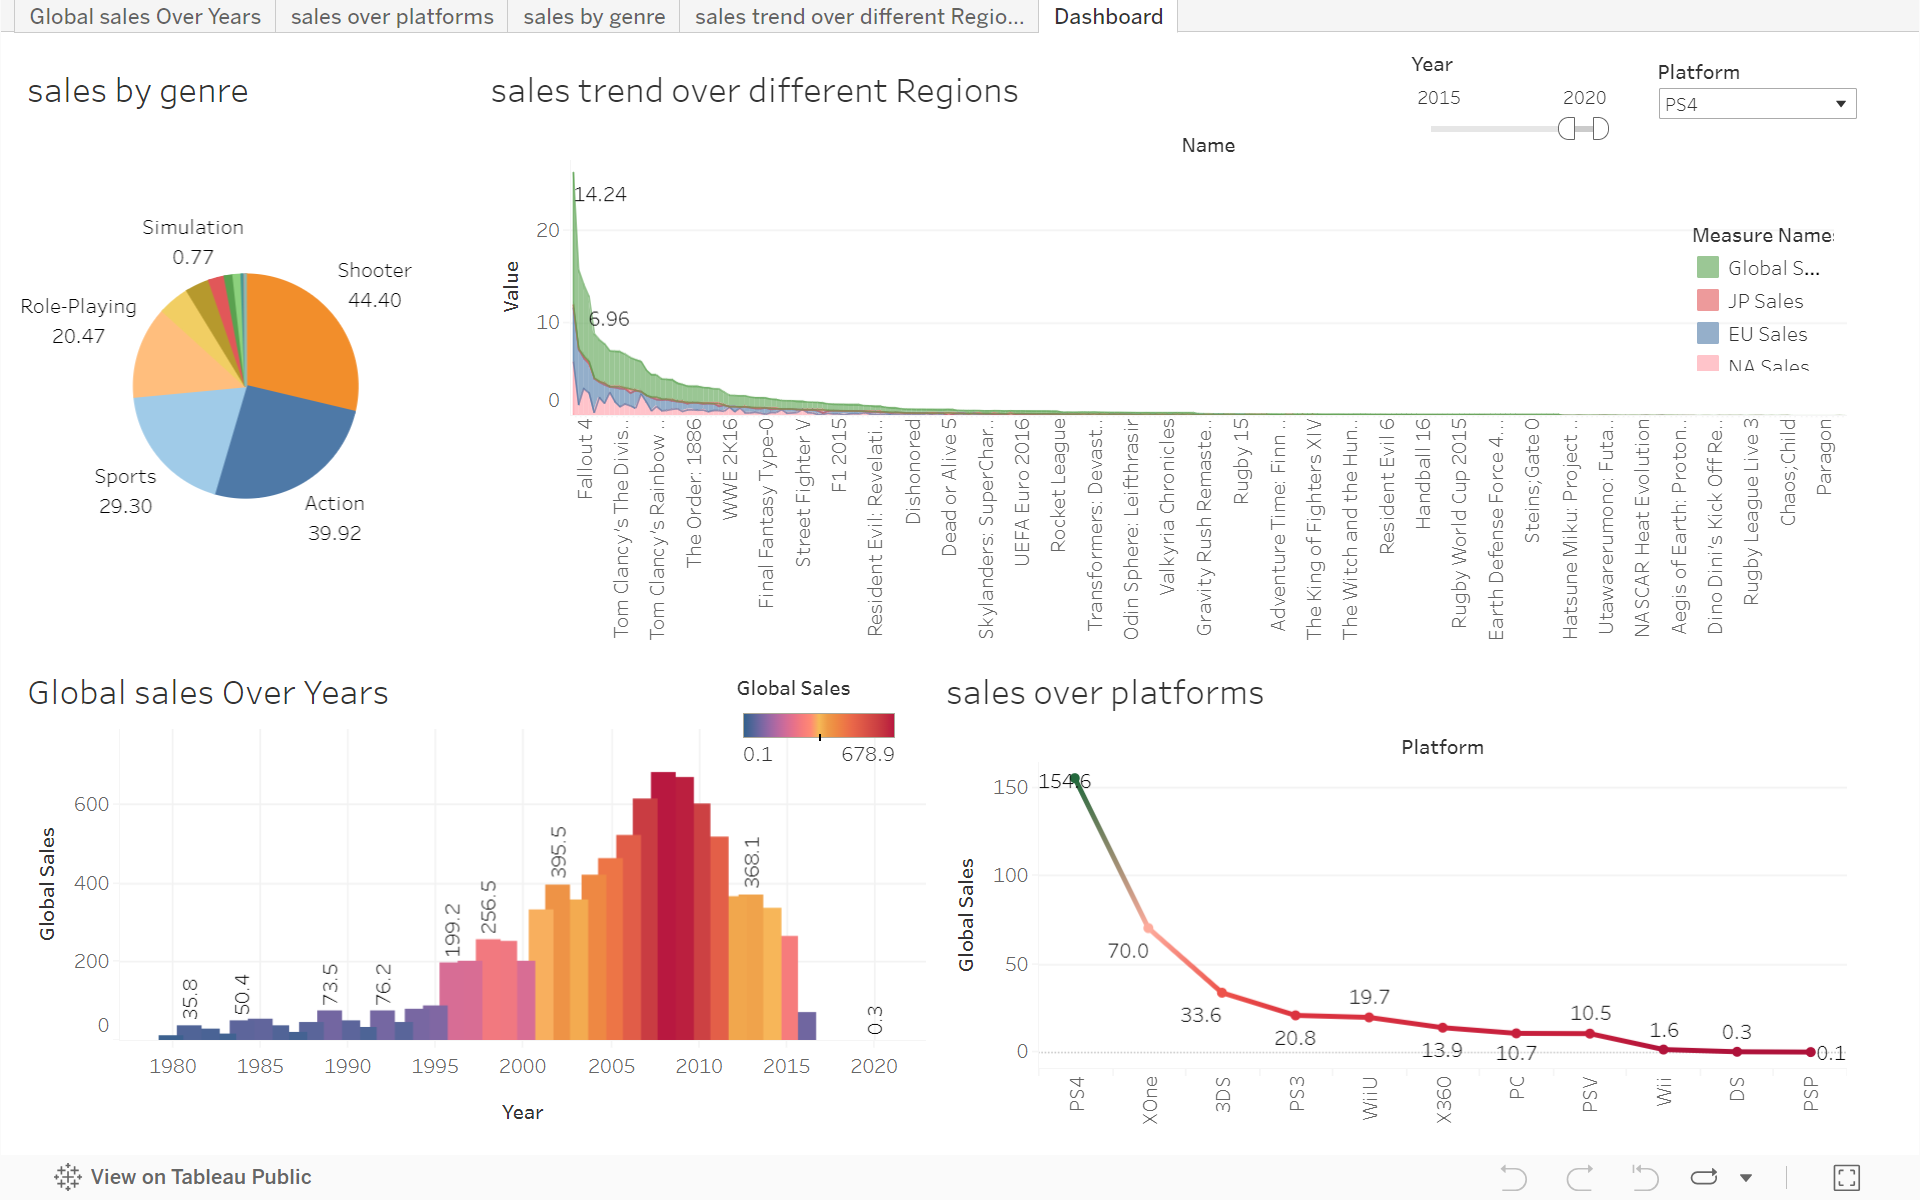 Global sales Over Years
sales over platforms
sales by genre
sales trend over different Regio...
Dashboard
sales by genre
Simulation
0.77
Shooter
44.40
Role-Playing
20.47
Sports
29.30
Action
39.92
sales trend over different Regions
Year
2015
2020
Platform
PS4
Name
Value
20
10
0
14.24
6.96
Measure Name
Global S...
JP Sales
EU Sales
NA Sales
Fallout 4
Tom Clancy's The Divis..
Tom Clancy's Rainbow ..
The Order: 1886
WWE 2K16
Final Fantasy Type-0
Street Fighter V
F1 2015
Resident Evil: Revelati..
Dishonored
Dead or Alive 5
Skylanders: SuperChar..
UEFA Euro 2016
Rocket League
Transformers: Devast..
Odin Sphere: Leifthrasir
Valkyria Chronicles
Gravity Rush Remaste..
Rugby 15
Adventure Time: Finn ..
The King of Fighters XIV
The Witch and the Hun..
Resident Evil 6
Handball 16
Rugby World Cup 2015
Earth Defense Force 4...
Steins;Gate 0
Hatsune Miku: Project ..
Utawarerumono: Futa..
NASCAR Heat Evolution
Aegis of Earth: Proton..
Dino Dini's Kick Off Re..
Rugby League Live 3
Chaos;Child
Paragon
Global sales Over Years
Global Sales
0.1
678.9
Global Sales
600
400
200
0
35.8
50.4
73.5
76.2
199.2
256.5
395.5
368.1
0.3
1980
1985
1990
1995
2000
2005
2010
2015
2020
Year
sales over platforms
Platform
Global Sales
150
100
50
0
154.6
70.0
33.6
20.8
19.7
13.9
10.7
10.5
1.6
0.3
0.1
PS4
XOne
3DS
PS3
WiiU
X360
PC
PSV
Wii
DS
PSP
View on Tableau Public